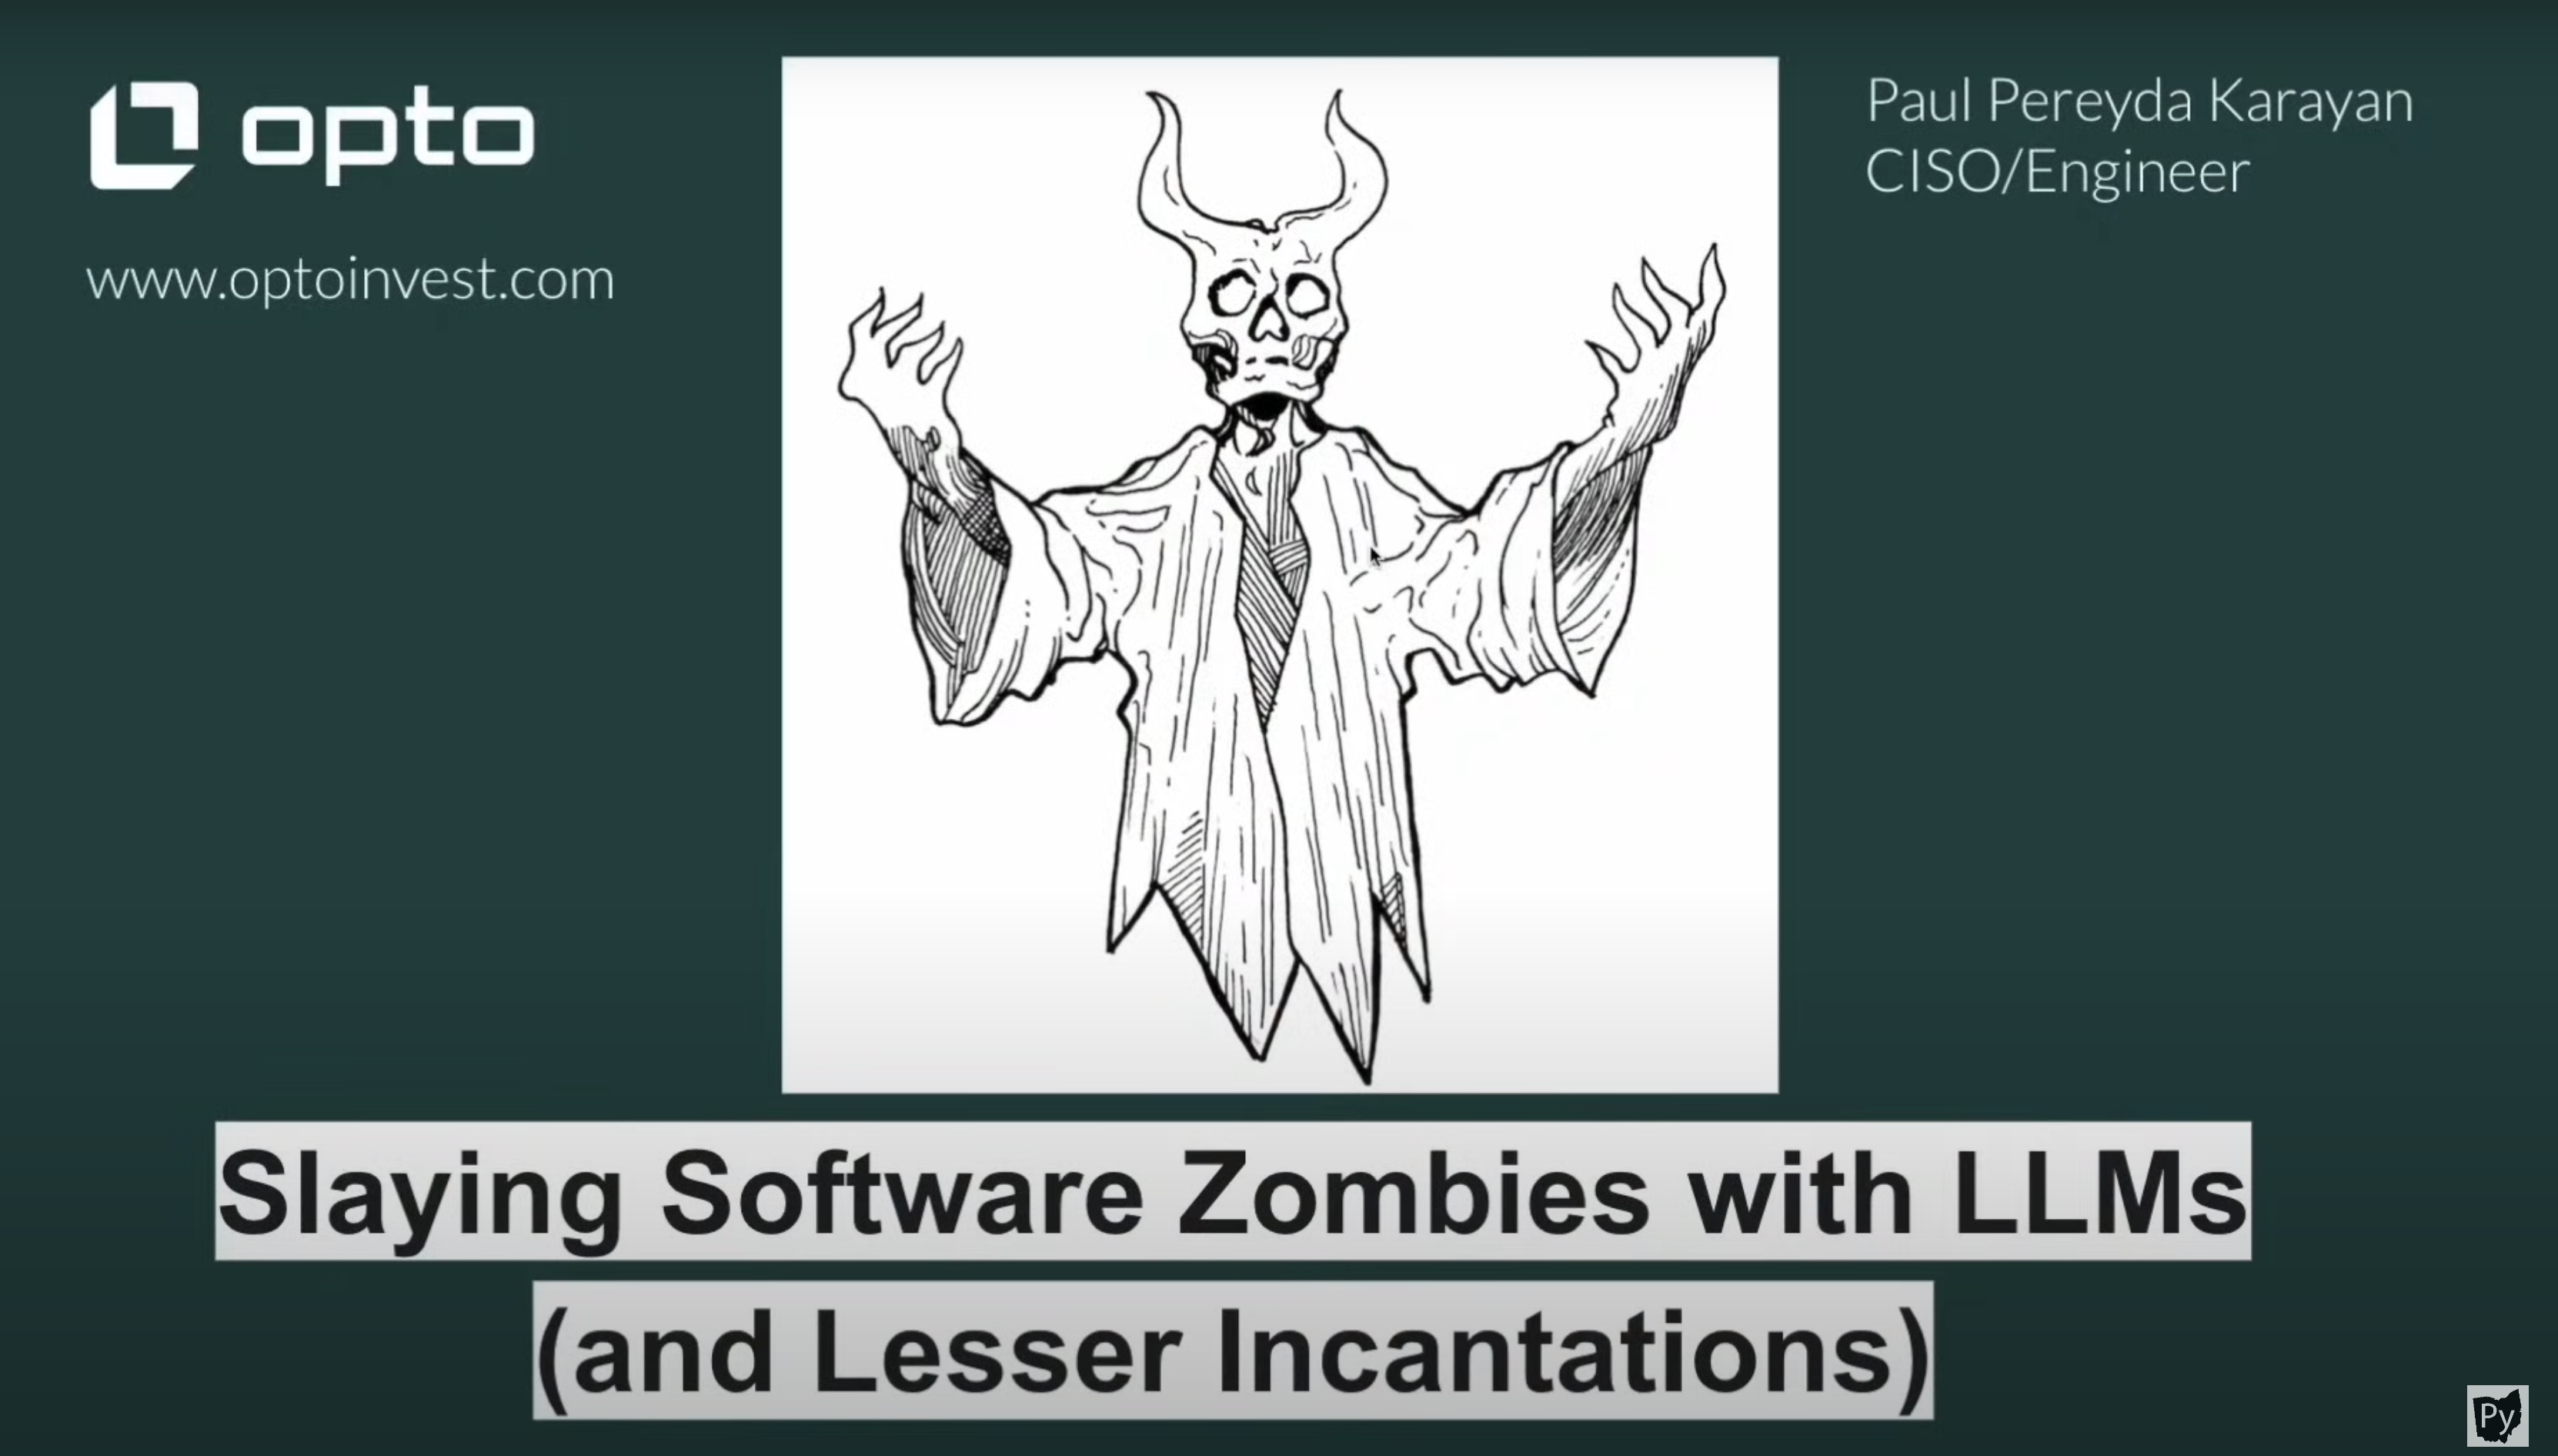 opto
www.optoinvest.com
Paul Pereyda Karayan
CISO/Engineer
Slaying Software Zombies with LLMs
(and Lesser Incantations)
Py